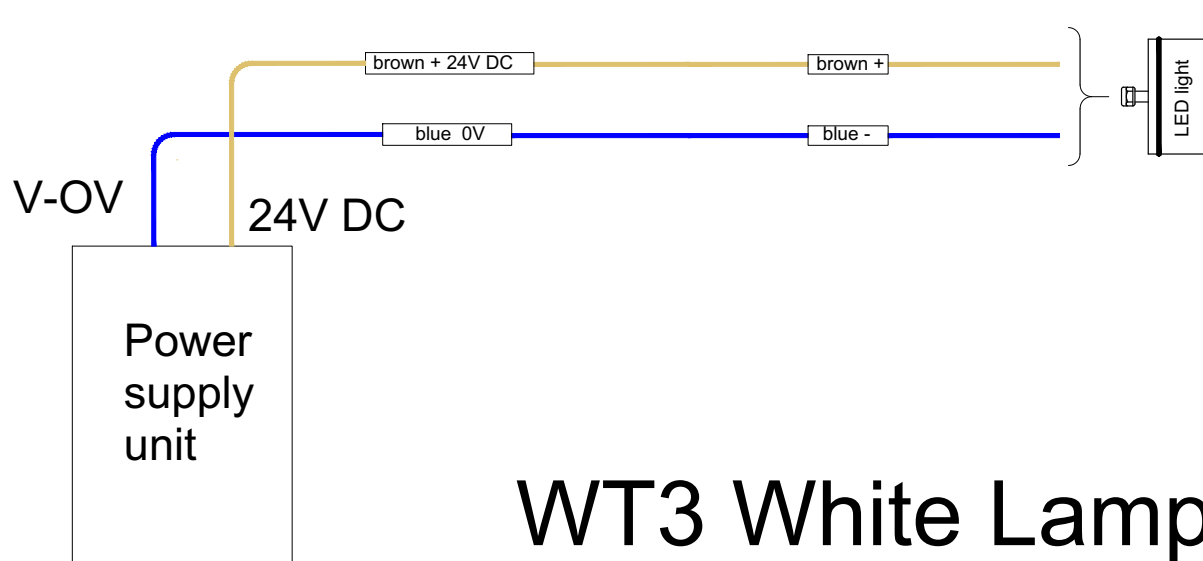 brown + 24V DC
brown +
blue 0V
blue -
LED light
V-OV
24V DC
Power
supply
unit
WT3 White Lamp